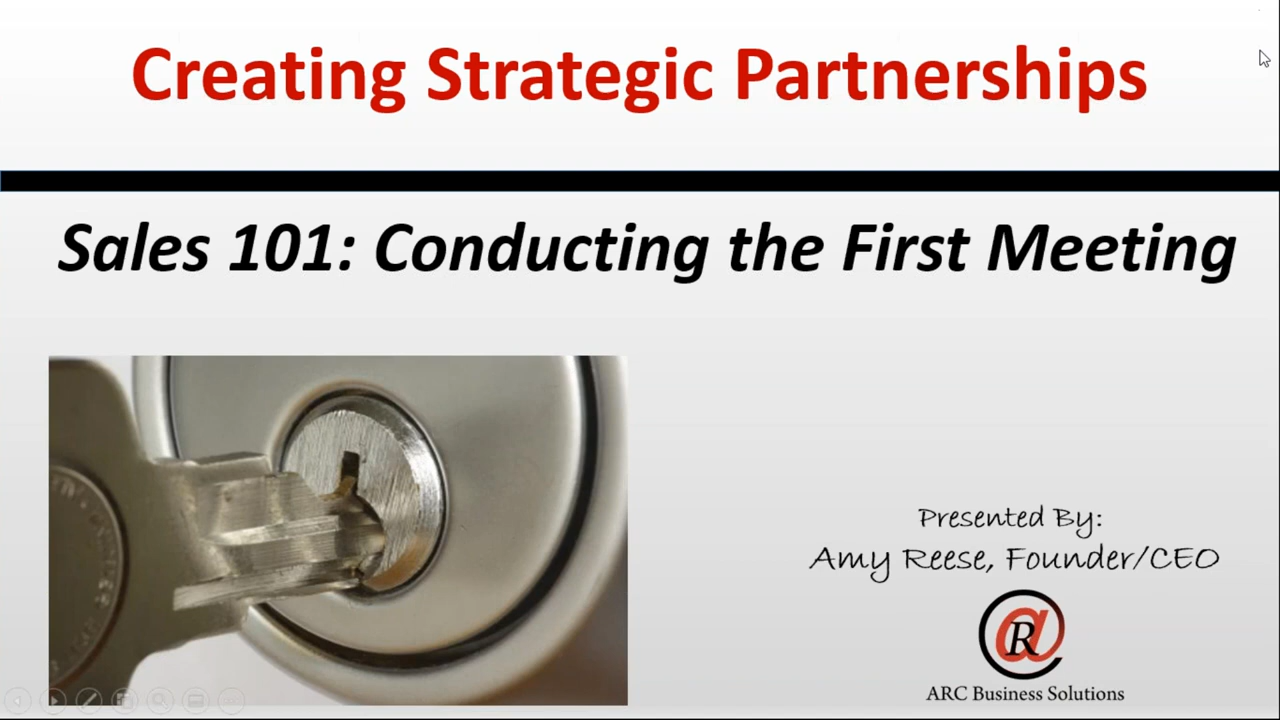 Creating Strategic Partnerships
Sales 101: Conducting the First Meeting
Presented By:
Amy Reese, Founder/CEO
R
ARC Business Solutions